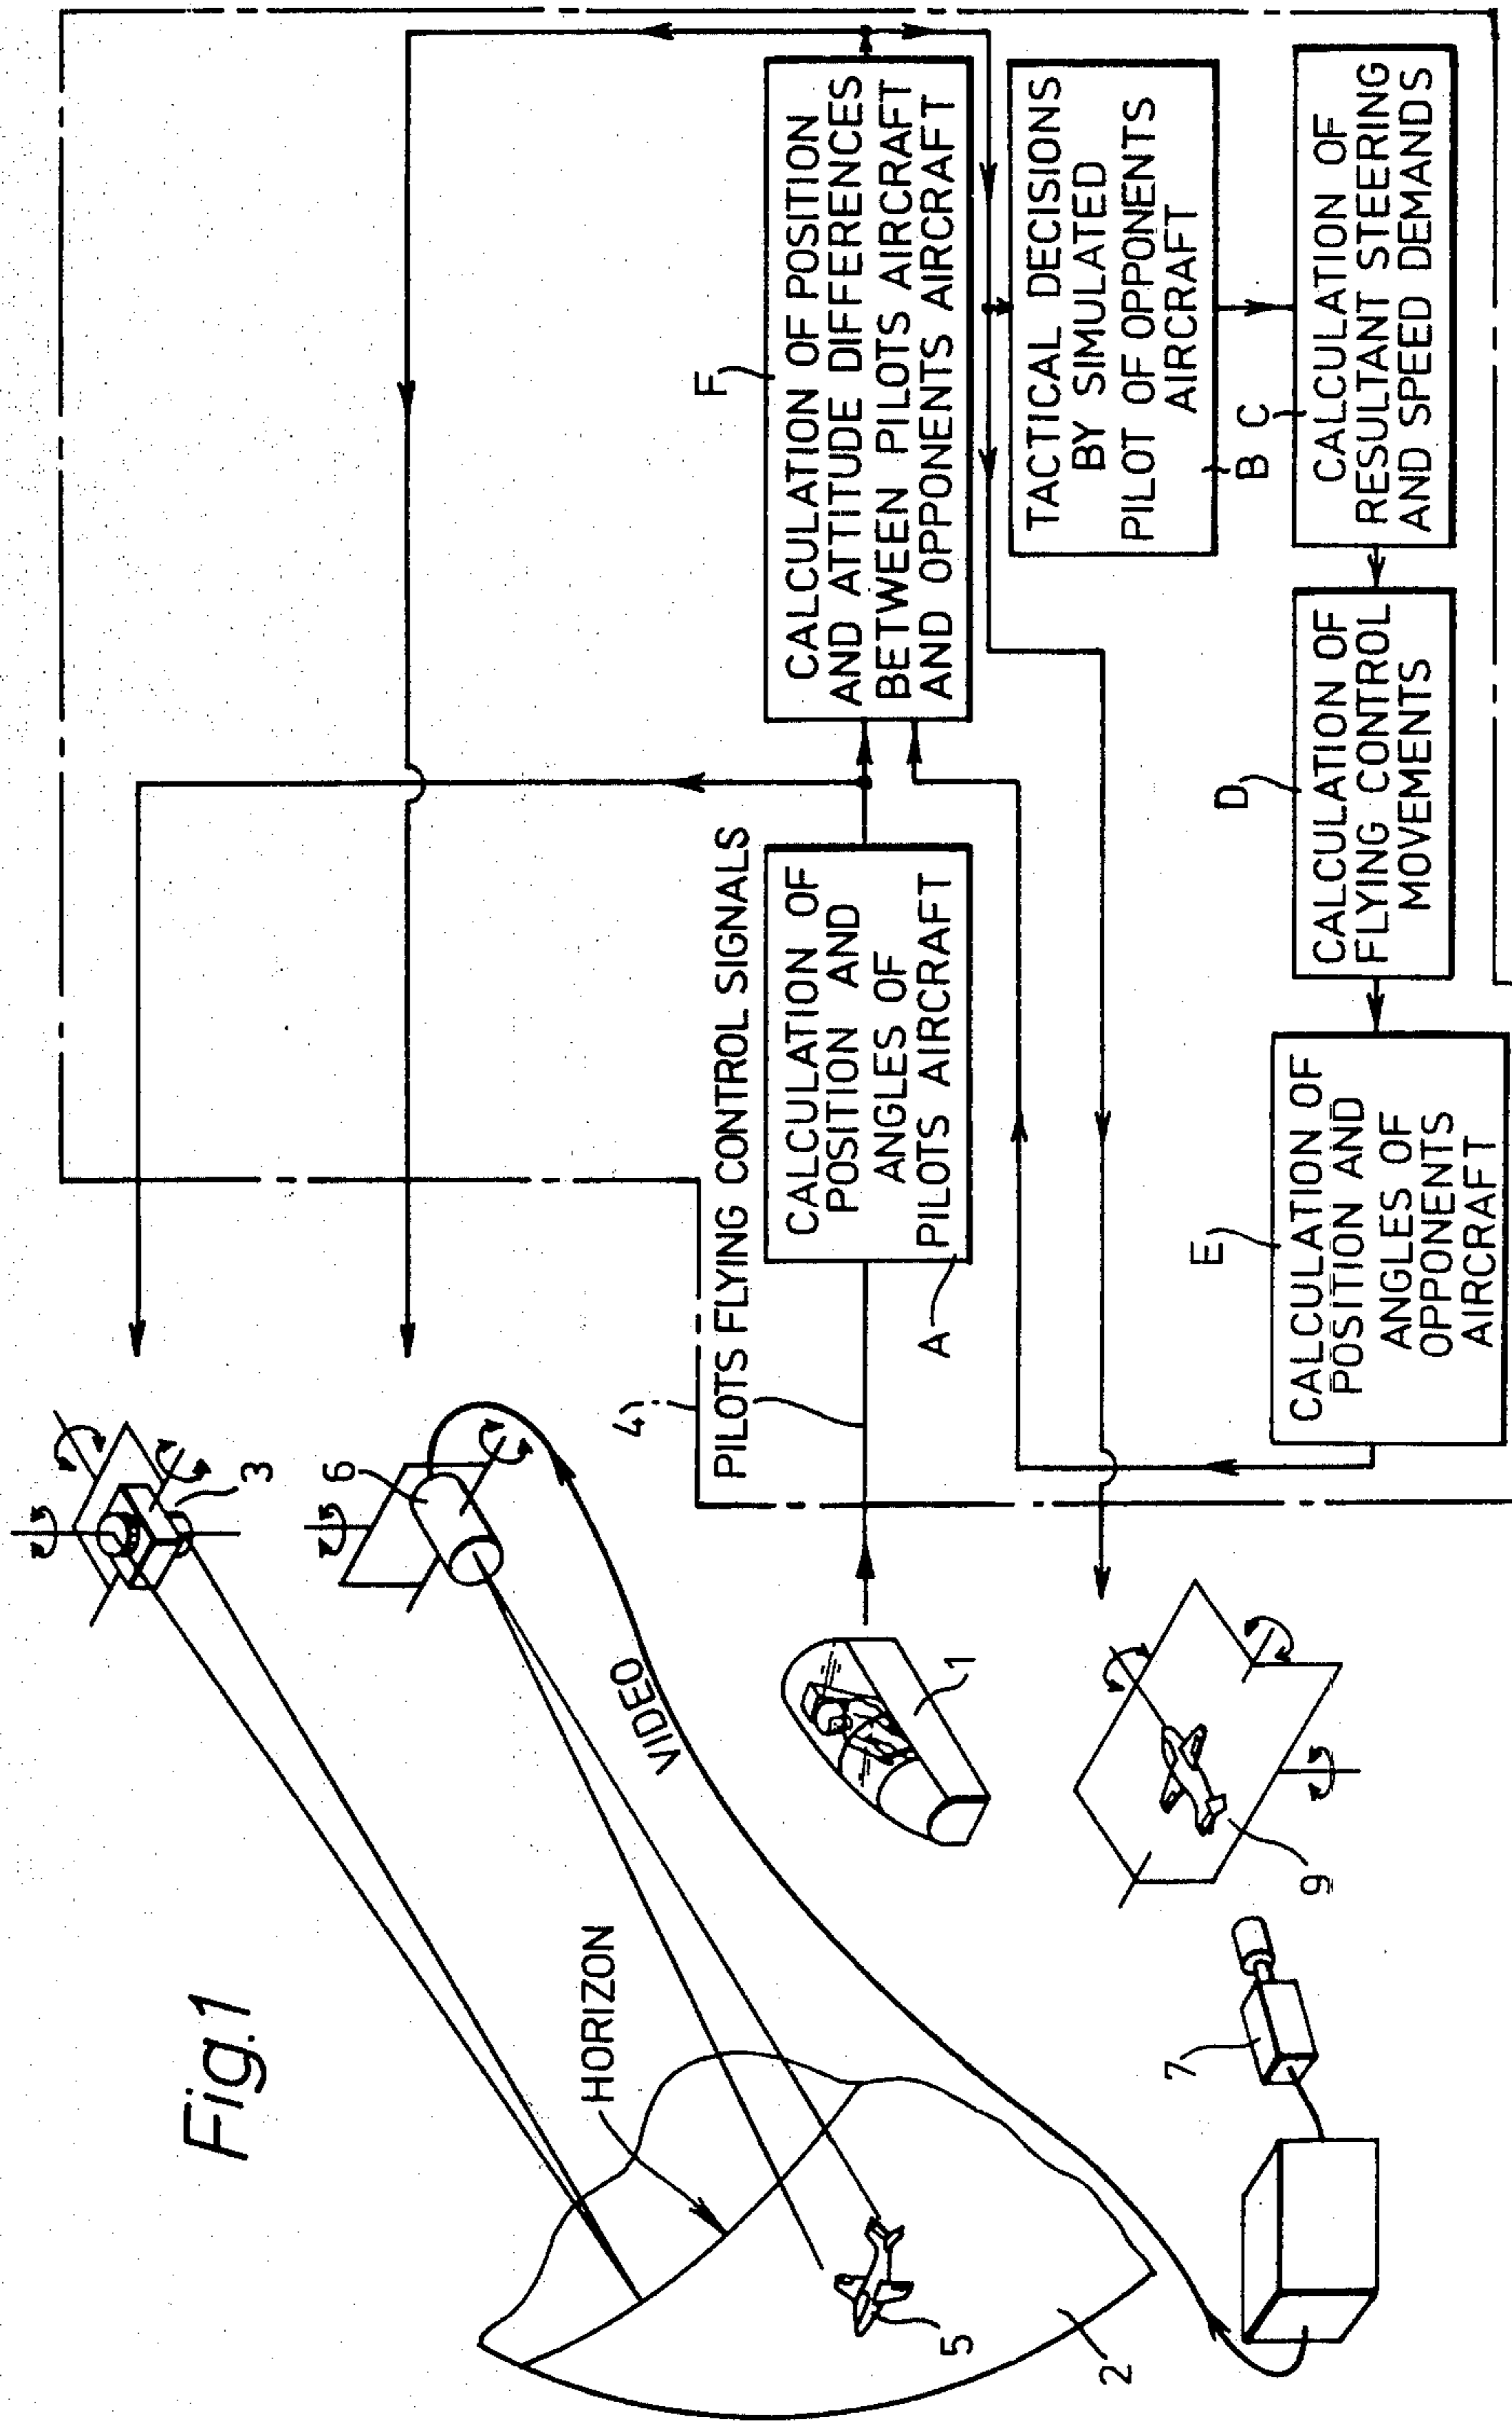 Fig.1
HORIZON
VIDEO
3
6
5
2
1
7
9
4
PILOTS FLYING CONTROL SIGNALS
A
CALCULATION OF
POSITION AND
ANGLES OF
PILOTS AIRCRAFT
F
CALCULATION OF POSITION
AND ATTITUDE DIFFERENCES
BETWEEN PILOTS AIRCRAFT
AND OPPONENTS AIRCRAFT
TACTICAL DECISIONS
BY SIMULATED
PILOT OF OPPONENTS
AIRCRAFT
B
C
CALCULATION OF
RESULTANT STEERING
AND SPEED DEMANDS
D
CALCULATION OF
FLYING CONTROL
MOVEMENTS
E
CALCULATION OF
POSITION AND
ANGLES OF
OPPONENTS
AIRCRAFT